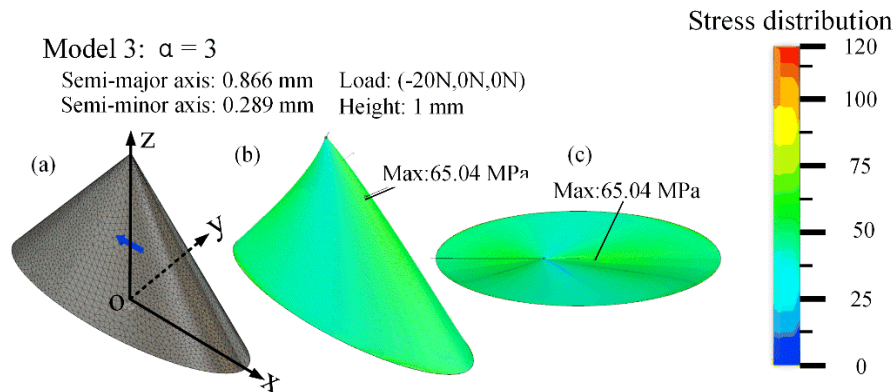 Stress distribution
Model 3: α = 3
Semi-major axis: 0.866 mm Load: (-20N,0N,0N)
Semi-minor axis: 0.289 mm Height: 1 mm
(a)
z
y
o
x
(b)
Max:65.04 MPa
(c)
Max:65.04 MPa
120
100
75
50
25
0